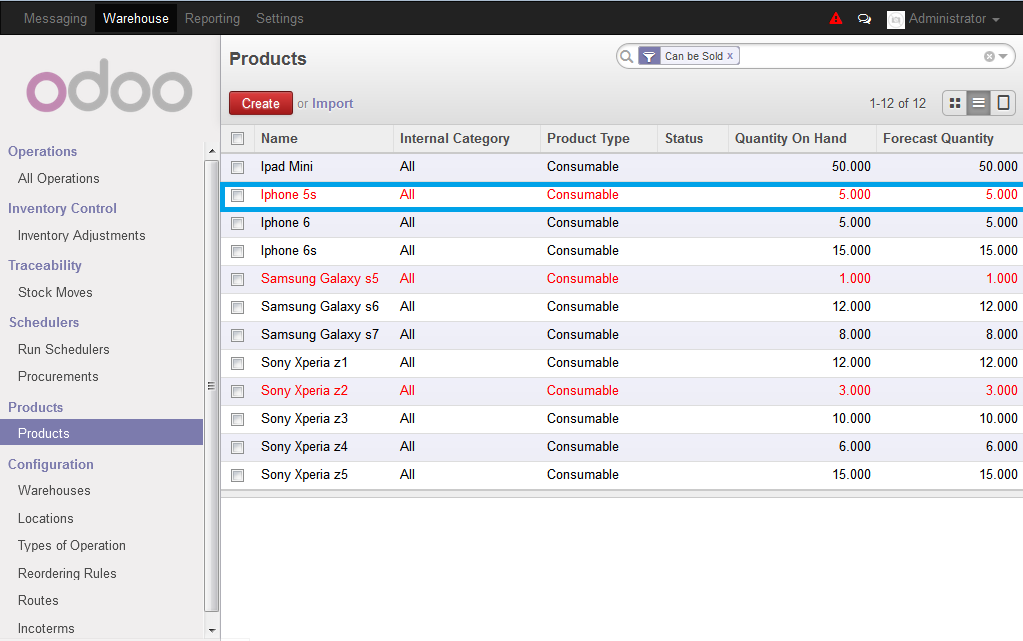 Messaging Warehouse Reporting Settings Administrator
odoo
Operations
All Operations
Inventory Control
Inventory Adjustments
Traceability
Stock Moves
Schedulers
Run Schedulers
Procurements
Products
Products
Configuration
Warehouses
Locations
Types of Operation
Reordering Rules
Routes
Incoterms
Products Can be Sold x
Create or Import 1-12 of 12
Name Internal Category Product Type Status Quantity On Hand Forecast Quantity
Ipad Mini All Consumable 50.000 50.000
Iphone 5s All Consumable 5.000 5.000
Iphone 6 All Consumable 5.000 5.000
Iphone 6s All Consumable 15.000 15.000
Samsung Galaxy s5 All Consumable 1.000 1.000
Samsung Galaxy s6 All Consumable 12.000 12.000
Samsung Galaxy s7 All Consumable 8.000 8.000
Sony Xperia z1 All Consumable 12.000 12.000
Sony Xperia z2 All Consumable 3.000 3.000
Sony Xperia z3 All Consumable 10.000 10.000
Sony Xperia z4 All Consumable 6.000 6.000
Sony Xperia z5 All Consumable 15.000 15.000